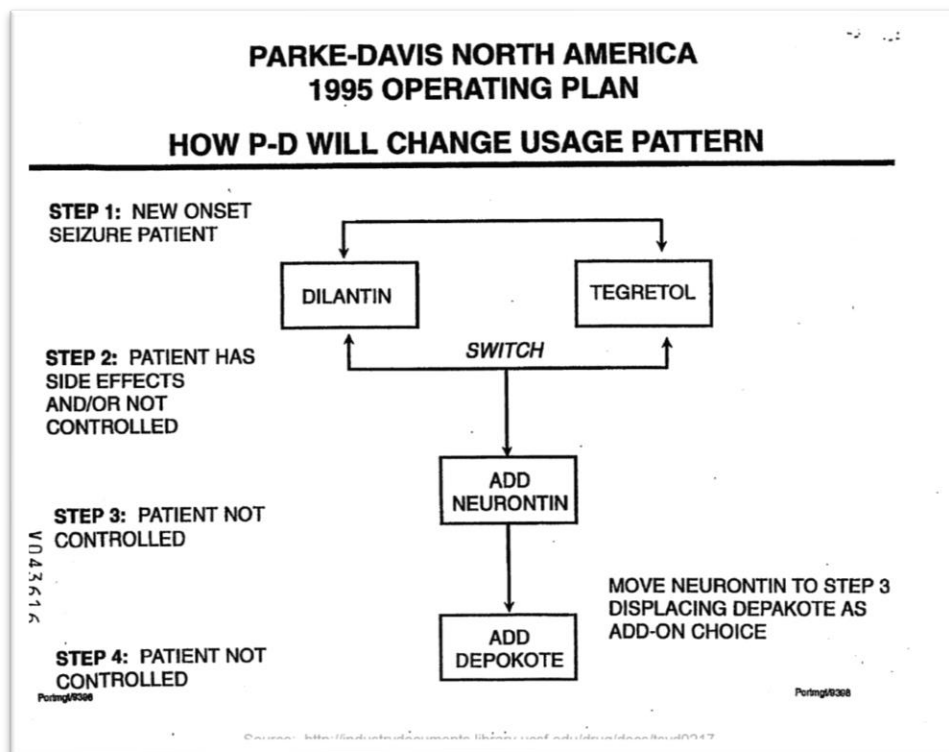 PARKE-DAVIS NORTH AMERICA
1995 OPERATING PLAN
HOW P-D WILL CHANGE USAGE PATTERN
STEP 1: NEW ONSET
SEIZURE PATIENT
DILANTIN
TEGRETOL
SWITCH
STEP 2: PATIENT HAS
SIDE EFFECTS
AND/OR NOT
CONTROLLED
ADD
NEURONTIN
STEP 3: PATIENT NOT
CONTROLLED
V043616
MOVE NEURONTIN TO STEP 3
DISPLACING DEPAKOTE AS
ADD-ON CHOICE
ADD
DEPOKOTE
STEP 4: PATIENT NOT
CONTROLLED